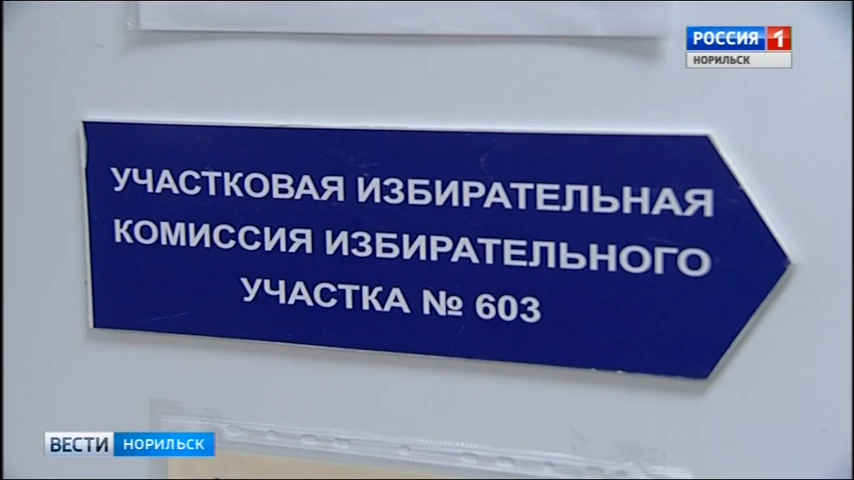 РОССИЯ 1
НОРИЛЬСК
УЧАСТКОВАЯ ИЗБИРАТЕЛЬНАЯ
КОМИССИЯ ИЗБИРАТЕЛЬНОГО
УЧАСТКА № 603
ВЕСТИ НОРИЛЬСК